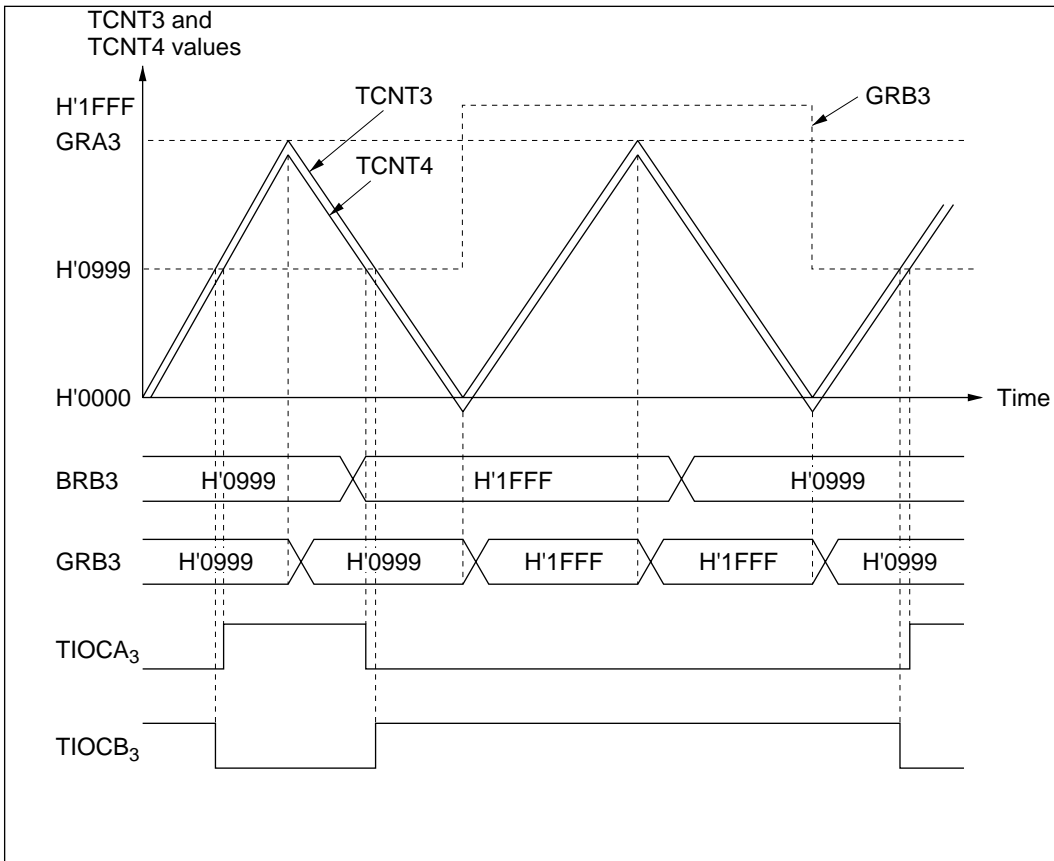 TCNT3 and
TCNT4 values
H'1FFF
GRA3
H'0999
H'0000
TCNT3
TCNT4
GRB3
Time
BRB3 H'0999 H'1FFF H'0999
GRB3 H'0999 H'0999 H'1FFF H'1FFF H'0999
TIOCA3
TIOCB3